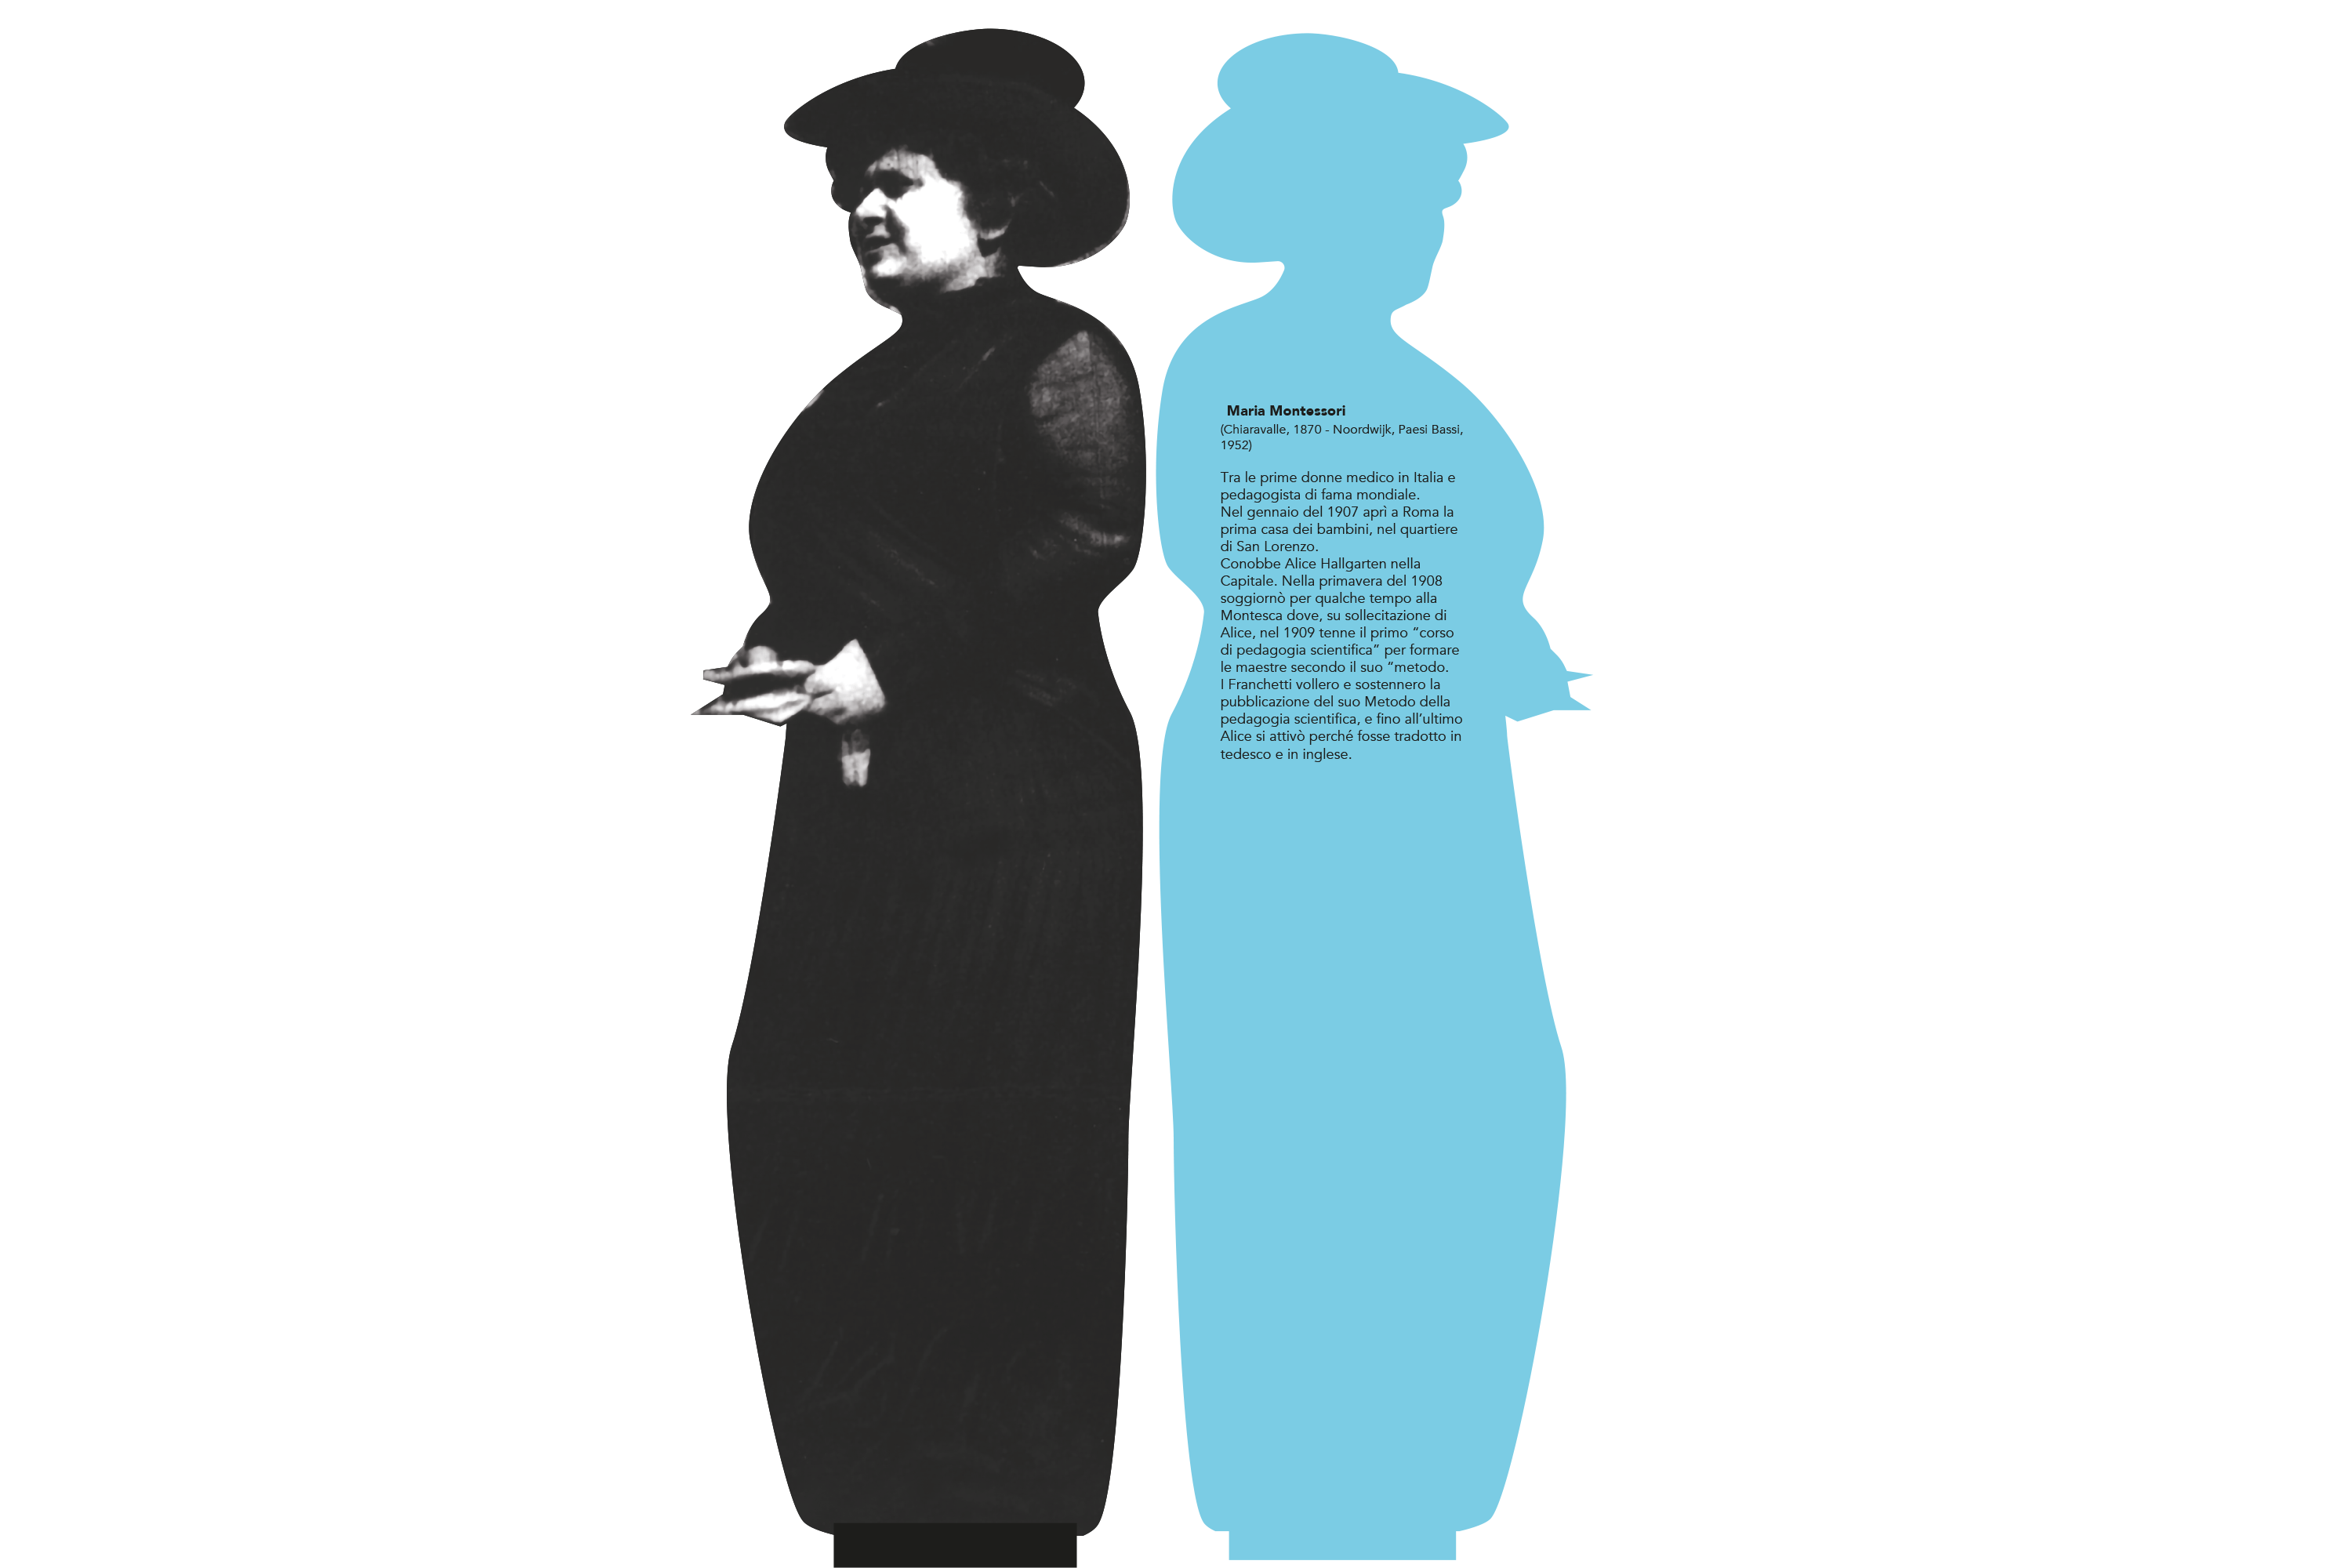 Maria Montessori
(Chiaravalle, 1870 - Noordwijk, Paesi Bassi,
1952)
Tra le prime donne medico in Italia e
pedagogista di fama mondiale.
Nel gennaio del 1907 aprì a Roma la
prima casa dei bambini, nel quartiere
di San Lorenzo.
Conobbe Alice Hallgarten nella
Capitale. Nella primavera del 1908
soggiornò per qualche tempo alla
Montesca dove, su sollecitazione di
Alice, nel 1909 tenne il primo “corso
di pedagogia scientifica” per formare
le maestre secondo il suo “metodo.
I Franchetti vollero e sostennero la
pubblicazione del suo Metodo della
pedagogia scientifica, e fino all’ultimo
Alice si attivò perché fosse tradotto in
tedesco e in inglese.